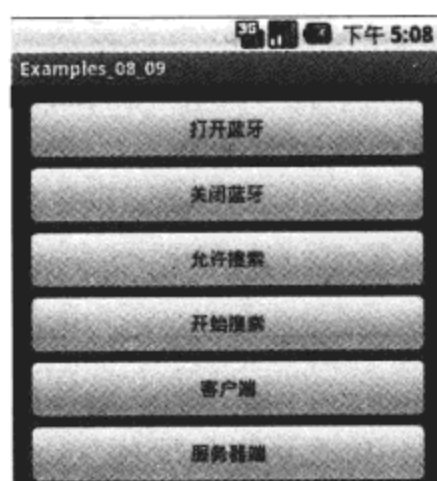 3G 下午 5:08
Examples_08_09
打开蓝牙
关闭蓝牙
允许搜索
开始搜索
客户端
服务器端